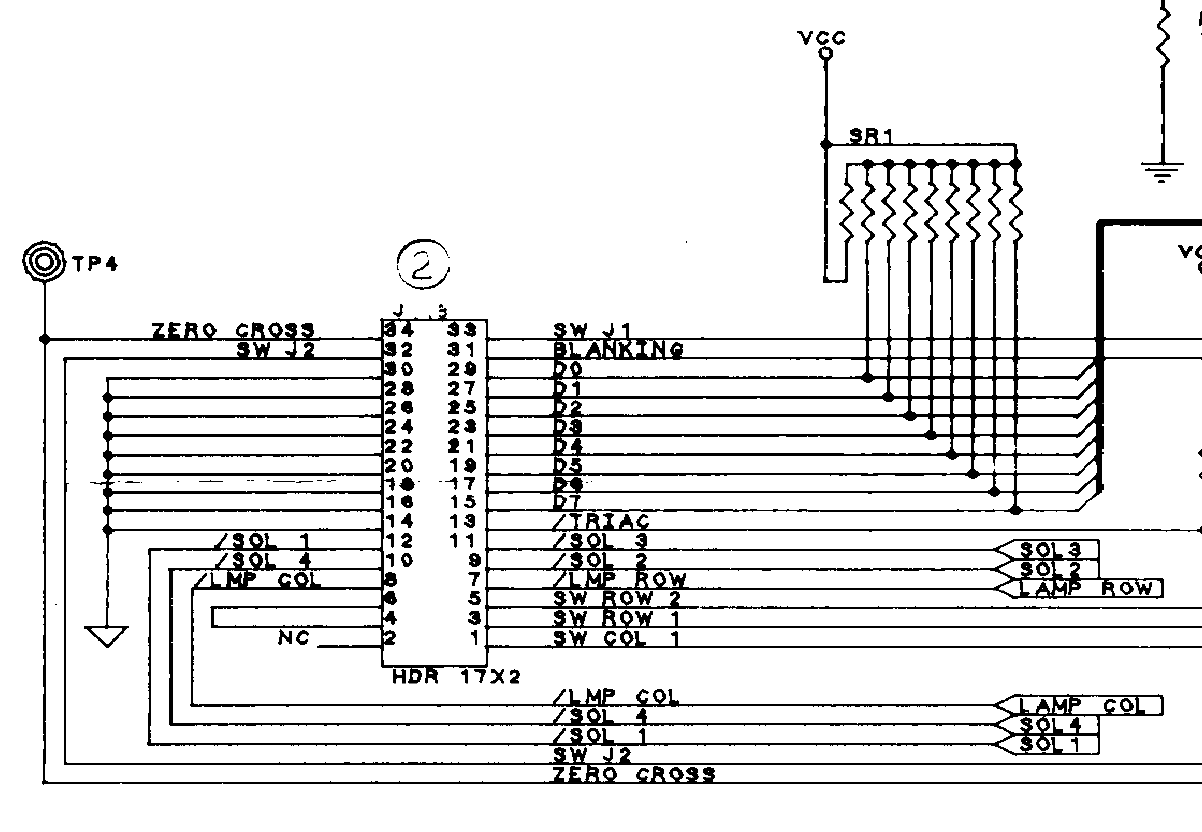 VCC
SR1
VC
TP4
2
J 3
ZERO CROSS 34 33 SW J1
SW J2 32 31 BLANKING
30 29 D0
28 27 D1
26 25 D2
24 23 D3
22 21 D4
20 19 D5
18 17 D6
16 15 D7
14 13 /TRIAC
/SOL 1 12 11 /SOL 3 SOL3
/SOL 4 10 9 /SOL 2 SOL2
/LMP COL 8 7 /LMP ROW LAMP ROW
6 5 SW ROW 2
4 3 SW ROW 1
NC 2 1 SW COL 1
HDR 17X2
/LMP COL LAMP COL
/SOL 4 SOL4
/SOL 1 SOL1
SW J2
ZERO CROSS